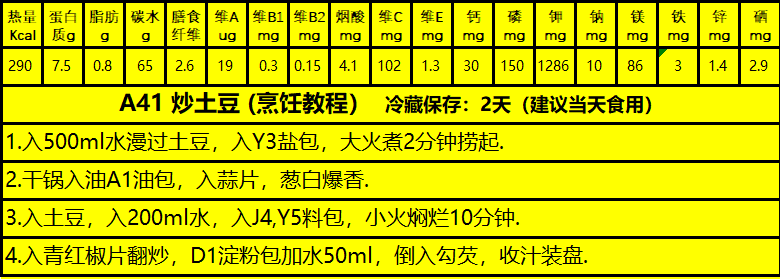 热量 蛋白 脂肪 碳水 膳食 维A 维B1 维B2 烟酸 维C 维E 钙 磷 钾 钠 镁 铁 锌 硒
Kcal 质g g g 纤维 ug mg mg mg mg mg mg mg mg mg mg mg mg mg
290 7.5 0.8 65 2.6 19 0.3 0.15 4.1 102 1.3 30 150 1286 10 86 3 1.4 2.9
A41 炒土豆 (烹饪教程) 冷藏保存：2天（建议当天食用）
1.入500ml水漫过土豆，入Y3盐包，大火煮2分钟捞起.
2.干锅入油A1油包，入蒜片，葱白爆香.
3.入土豆，入200ml水，入J4,Y5料包，小火焖烂10分钟.
4.入青红椒片翻炒，D1淀粉包加水50ml，倒入勾芡，收汁装盘.